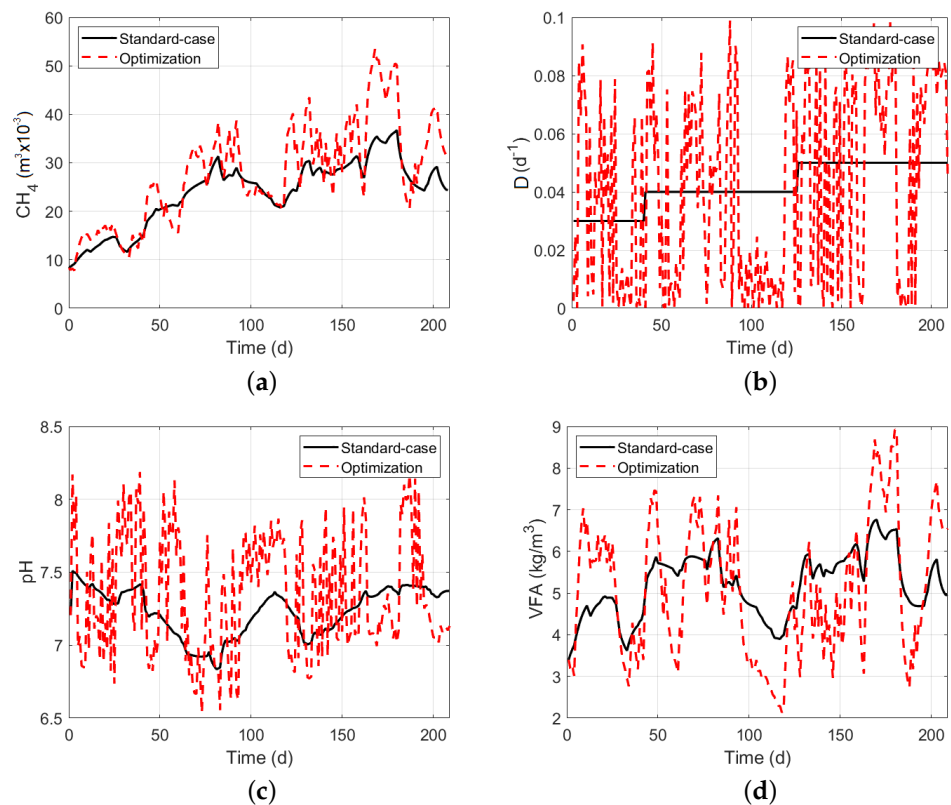 60
50
40
30
20
10
0
CH4 (m³x10⁻³)
Standard-case
Optimization
0 50 100 150 200
Time (d)
(a)
0.1
0.08
0.06
0.04
0.02
0
D (d⁻¹)
Standard-case
Optimization
0 50 100 150 200
Time (d)
(b)
8.5
8
7.5
7
6.5
pH
Standard-case
Optimization
0 50 100 150 200
Time (d)
(c)
9
8
7
6
5
4
3
2
VFA (kg/m³)
Standard-case
Optimization
0 50 100 150 200
Time (d)
(d)